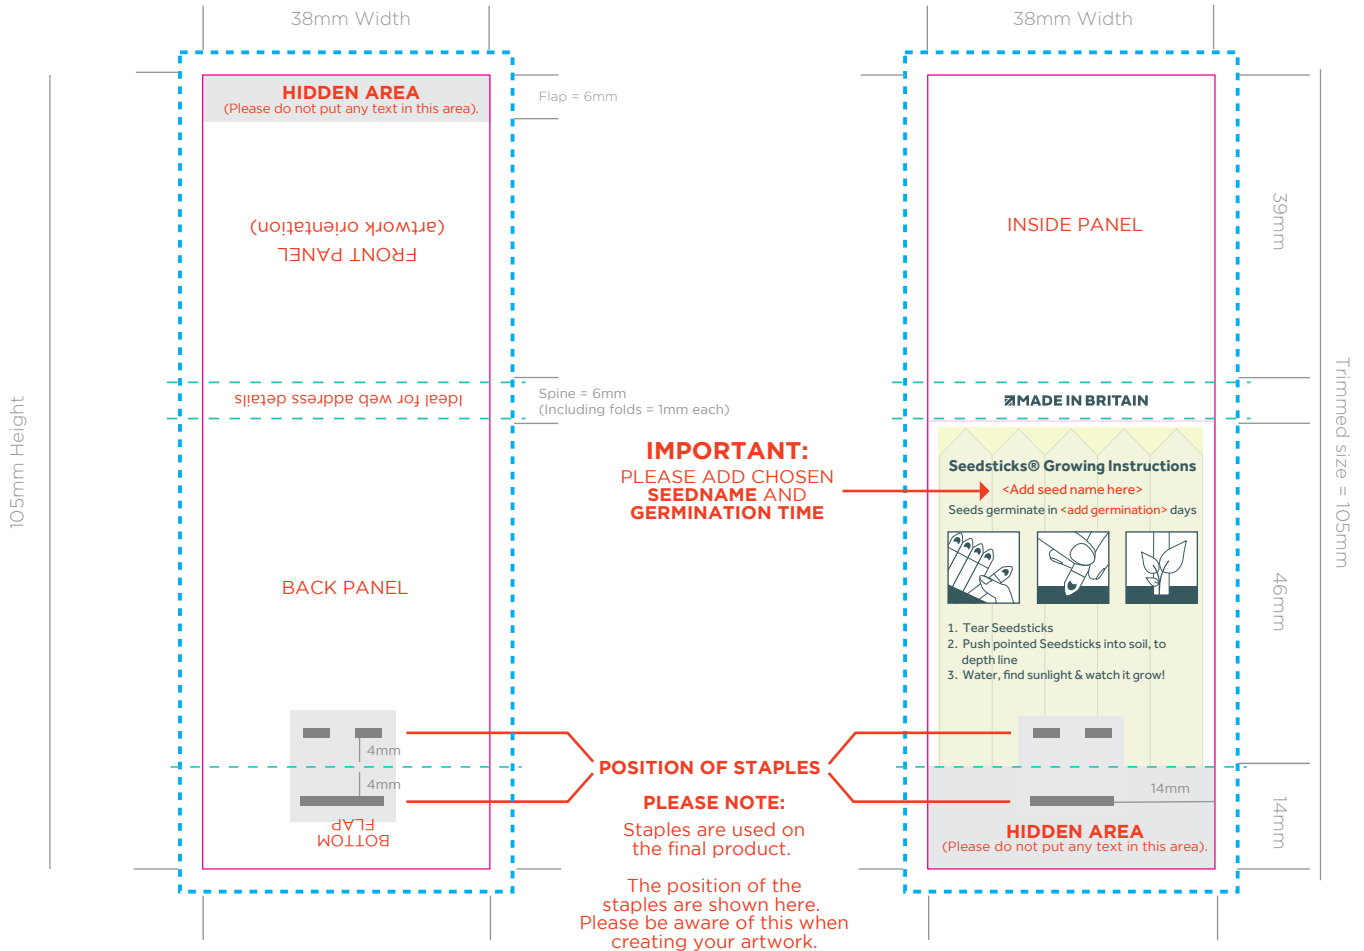 38mm Width
38mm Width
HIDDEN AREA
(Please do not put any text in this area).
Flap = 6mm
FRONT PANEL
(artwork orientation)
INSIDE PANEL
39mm
Ideal for web address details
Spine = 6mm
(Including folds = 1mm each)
MADE IN BRITAIN
105mm Height
Trimmed size = 105mm
IMPORTANT:
PLEASE ADD CHOSEN
SEEDNAME AND
GERMINATION TIME
Seedsticks® Growing Instructions
<Add seed name here>
Seeds germinate in <add germination> days
BACK PANEL
46mm
1. Tear Seedsticks
2. Push pointed Seedsticks into soil, to
depth line
3. Water, find sunlight & watch it grow!
4mm
4mm
BOTTOM
FLAP
POSITION OF STAPLES
PLEASE NOTE:
Staples are used on
the final product.
The position of the
staples are shown here.
Please be aware of this when
creating your artwork.
14mm
14mm
HIDDEN AREA
(Please do not put any text in this area).